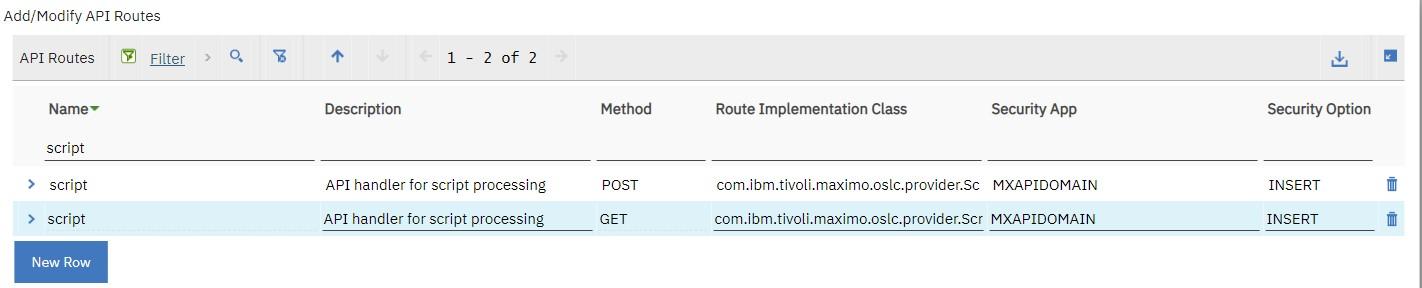 Add/Modify API Routes
API Routes Filter 1 - 2 of 2
Name Description Method Route Implementation Class Security App Security Option
script
script API handler for script processing POST com.ibm.tivoli.maximo.oslc.provider.Sc MXAPIDOMAIN INSERT
script API handler for script processing GET com.ibm.tivoli.maximo.oslc.provider.Scr MXAPIDOMAIN INSERT
New Row